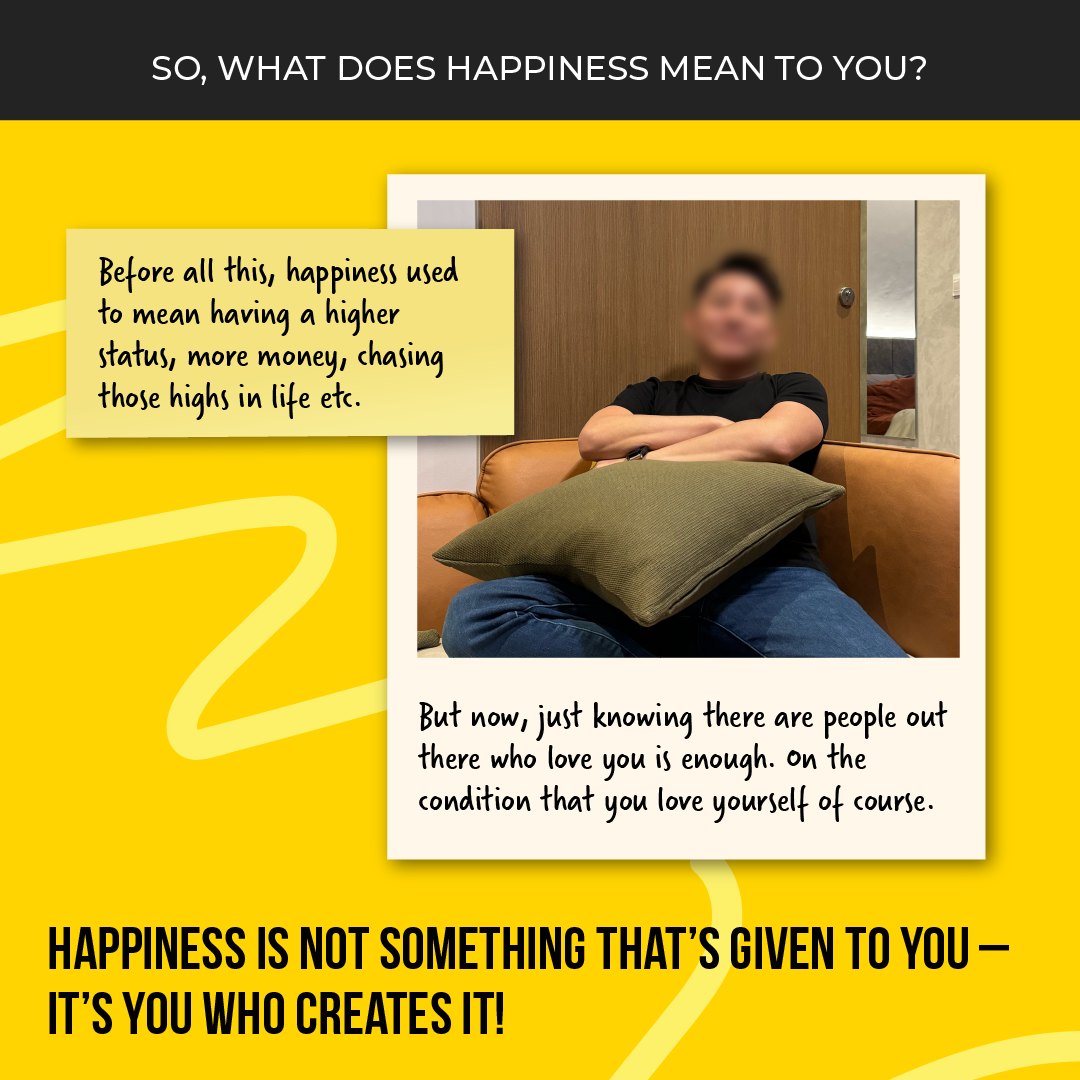 SO, WHAT DOES HAPPINESS MEAN TO YOU?
Before all this, happiness used
to mean having a higher
status, more money, chasing
those highs in life etc.
But now, just knowing there are people out
there who love you is enough. On the
condition that you love yourself of course.
HAPPINESS IS NOT SOMETHING THAT'S GIVEN TO YOU –
IT'S YOU WHO CREATES IT!